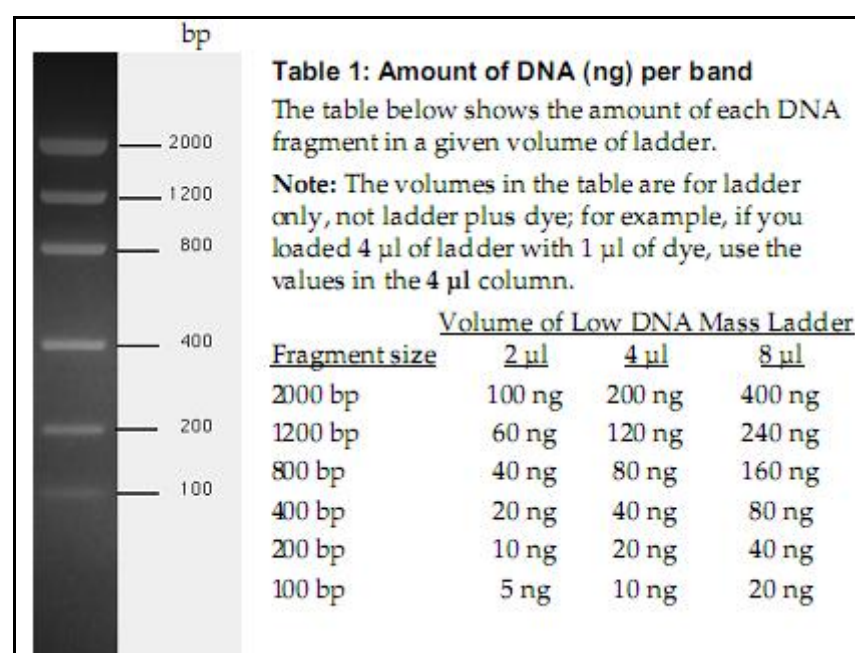 bp
2000
1200
800
400
200
100
Table 1: Amount of DNA (ng) per band
The table below shows the amount of each DNA
fragment in a given volume of ladder.
Note: The volumes in the table are for ladder
only, not ladder plus dye; for example, if you
loaded 4 µl of ladder with 1 µl of dye, use the
values in the 4 µl column.
Volume of Low DNA Mass Ladder
Fragment size 2 µl 4 µl 8 µl
2000 bp 100 ng 200 ng 400 ng
1200 bp 60 ng 120 ng 240 ng
800 bp 40 ng 80 ng 160 ng
400 bp 20 ng 40 ng 80 ng
200 bp 10 ng 20 ng 40 ng
100 bp 5 ng 10 ng 20 ng